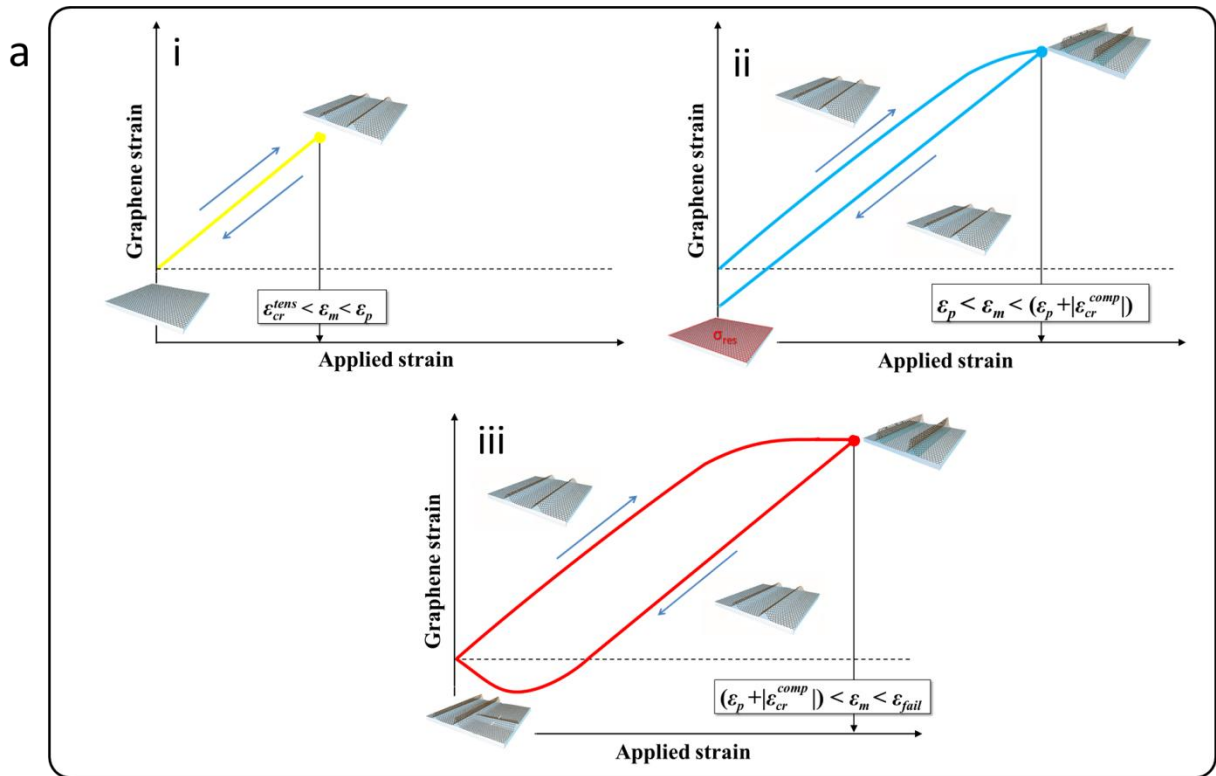 a
i
Graphene strain
ε_cr^tens < ε_m < ε_p
Applied strain
ii
Graphene strain
σ_res
ε_p < ε_m < (ε_p +|ε_cr^comp|)
Applied strain
iii
Graphene strain
(ε_p +|ε_cr^comp|) < ε_m < ε_fail
Applied strain